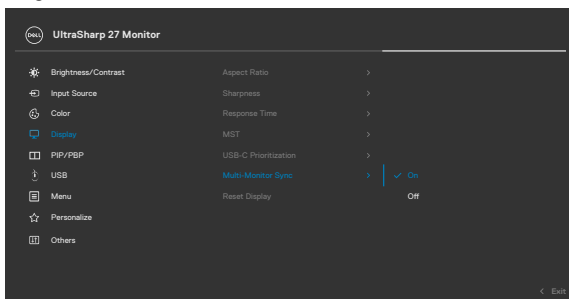 DELL UltraSharp 27 Monitor
Brightness/Contrast
Input Source
Color
Display
PIP/PBP
USB
Menu
Personalize
Others
Aspect Ratio
Sharpness
Response Time
MST
USB-C Prioritization
Multi-Monitor Sync
Reset Display
On
Off
Exit